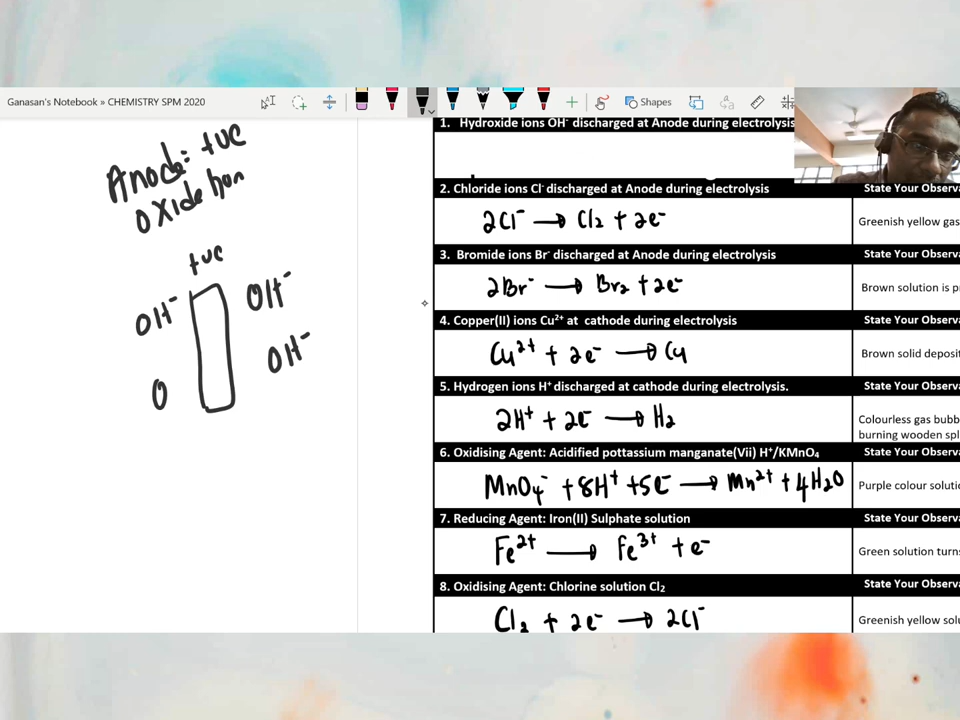 Ganasan's Notebook » CHEMISTRY SPM 2020
Shapes
Anode: +ve
+ve
OH⁻ OH⁻
O OH⁻
1. Hydroxide ions OH⁻ discharged at Anode during electrolysis
2. Chloride ions Cl⁻ discharged at Anode during electrolysis State Your Observa
2Cl⁻ → Cl₂ + 2e⁻ Greenish yellow gas
3. Bromide ions Br⁻ discharged at Anode during electrolysis State Your Observa
2Br⁻ → Br₂ + 2e⁻ Brown solution is p
4. Copper(II) ions Cu²⁺ at cathode during electrolysis State Your Observa
Cu²⁺ + 2e⁻ → Cu Brown solid deposit
5. Hydrogen ions H⁺ discharged at cathode during electrolysis. State Your Observa
2H⁺ + 2e⁻ → H₂ Colourless gas bubb
burning wooden spl
6. Oxidising Agent: Acidified pottassium manganate(Vii) H⁺/KMnO₄ State Your Observa
MnO₄⁻ + 8H⁺ + 5e⁻ → Mn²⁺ + 4H₂O Purple colour soluti
7. Reducing Agent: Iron(II) Sulphate solution State Your Observa
Fe²⁺ → Fe³⁺ + e⁻ Green solution turn
8. Oxidising Agent: Chlorine solution Cl₂ State Your Observa
Cl₂ + 2e⁻ → 2Cl⁻ Greenish yellow sol